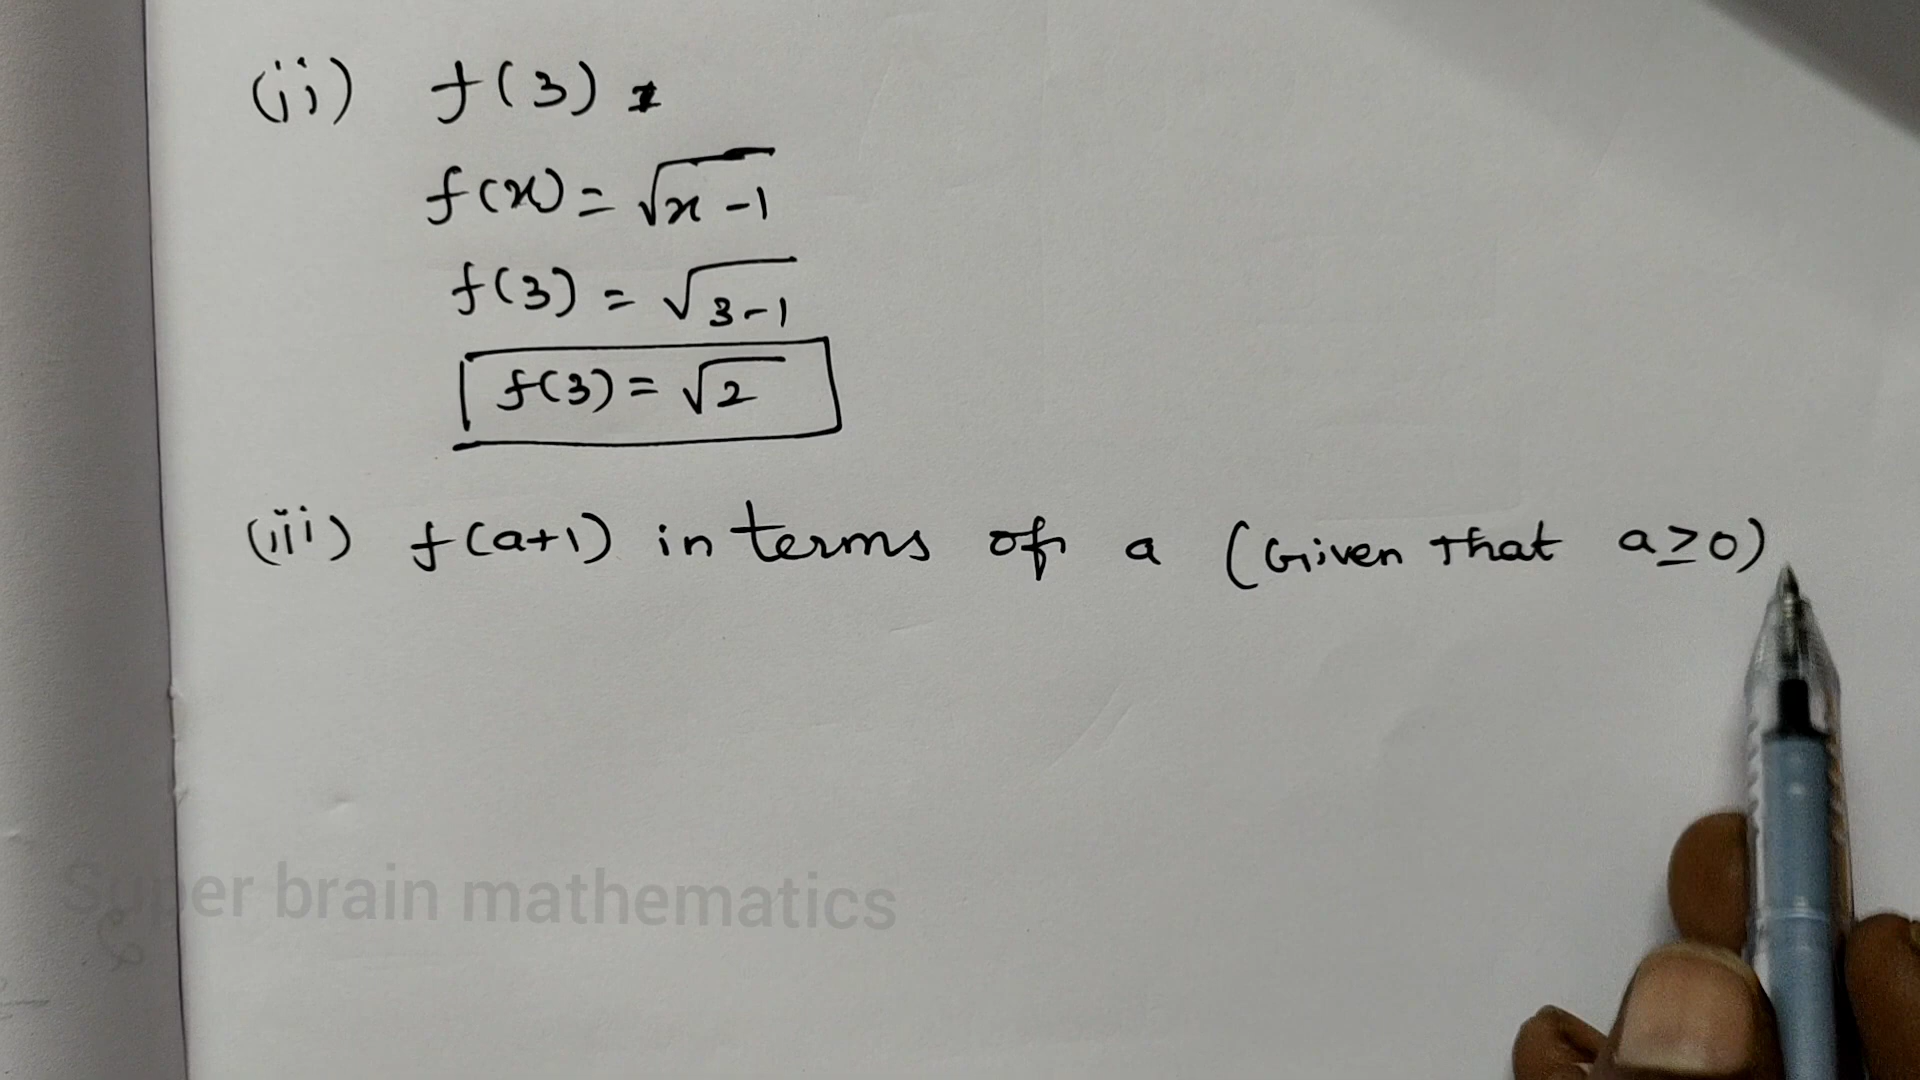 (ii) f(3)
f(x) = √x-1
f(3) = √3-1
f(3) = √2
(iii) f(a+1) in terms of a (Given that a≥0)
Super brain mathematics